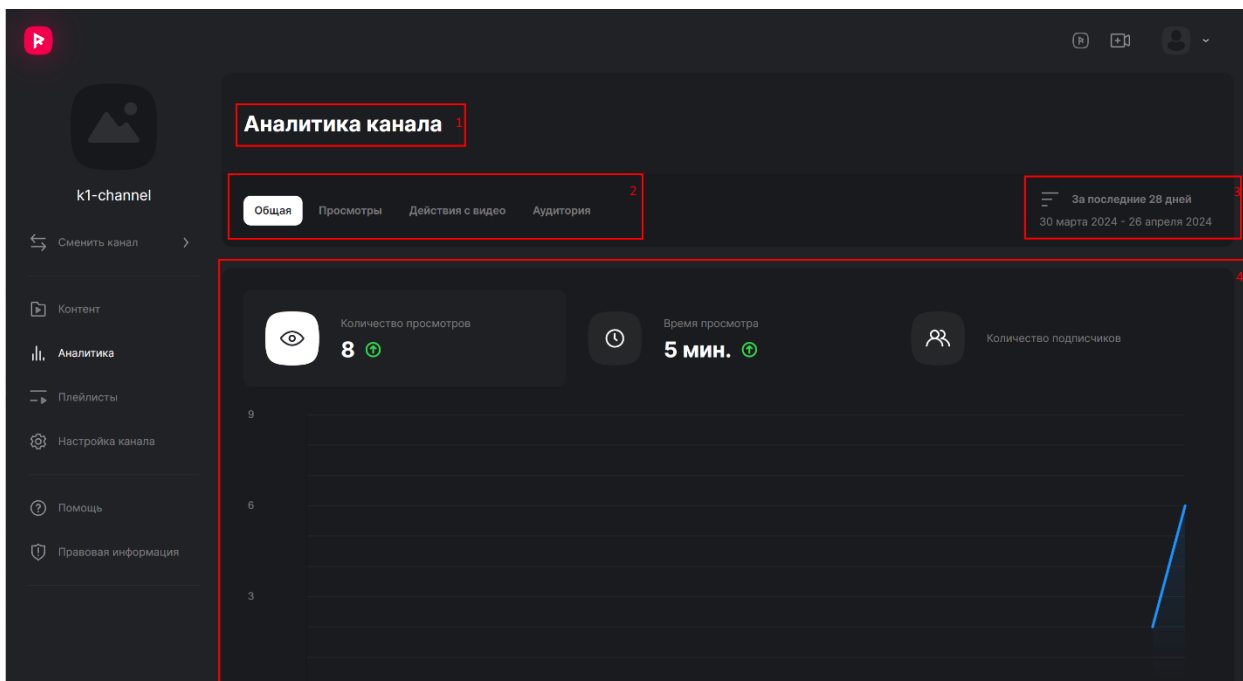 Аналитика канала 1
k1-channel
Общая Просмотры Действия с видео Аудитория 2
За последние 28 дней 3
30 марта 2024 - 26 апреля 2024
Сменить канал
4
Контент
Аналитика
Плейлисты
Настройка канала
Помощь
Правовая информация
Количество просмотров
8
Время просмотра
5 мин.
Количество подписчиков
9
6
3